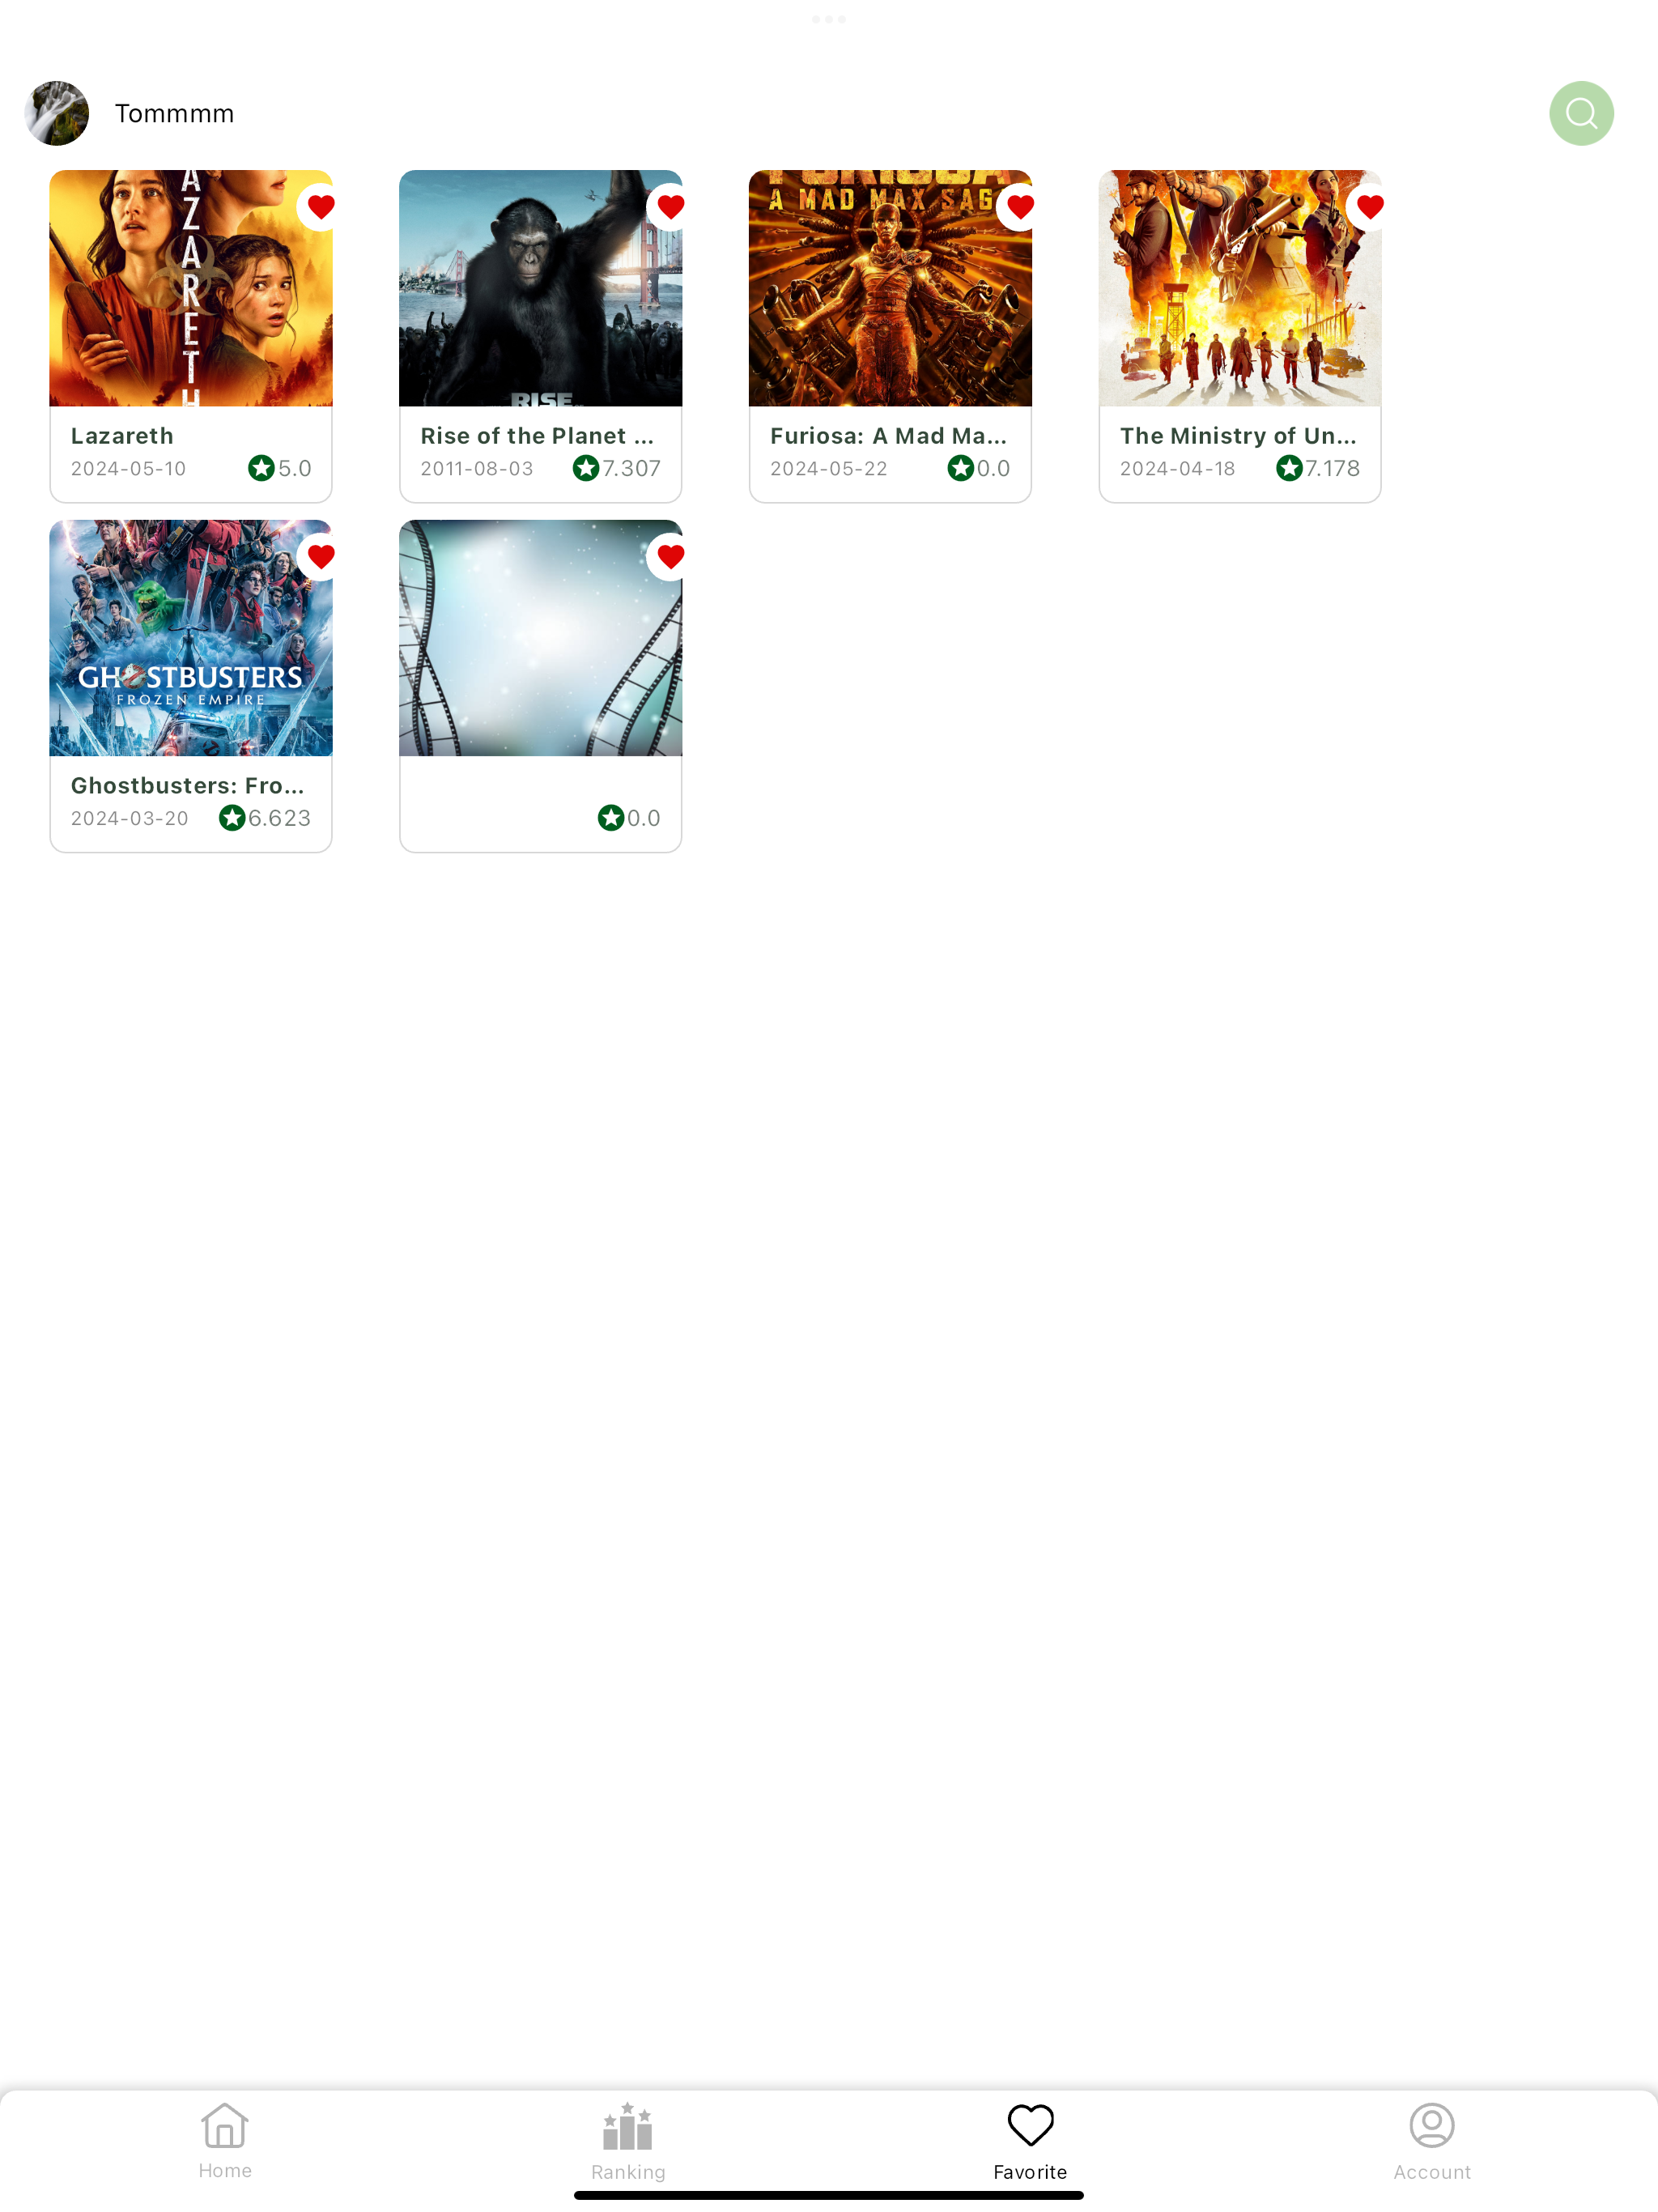 Tommmm
AZARETH
Lazareth
2024-05-10
5.0
RISE
Rise of the Planet ...
2011-08-03
7.307
A MAD MAX SAG
Furiosa: A Mad Ma...
2024-05-22
0.0
The Ministry of Un...
2024-04-18
7.178
GHOSTBUSTERS
FROZEN EMPIRE
Ghostbusters: Fro...
2024-03-20
6.623
0.0
Home
Ranking
Favorite
Account